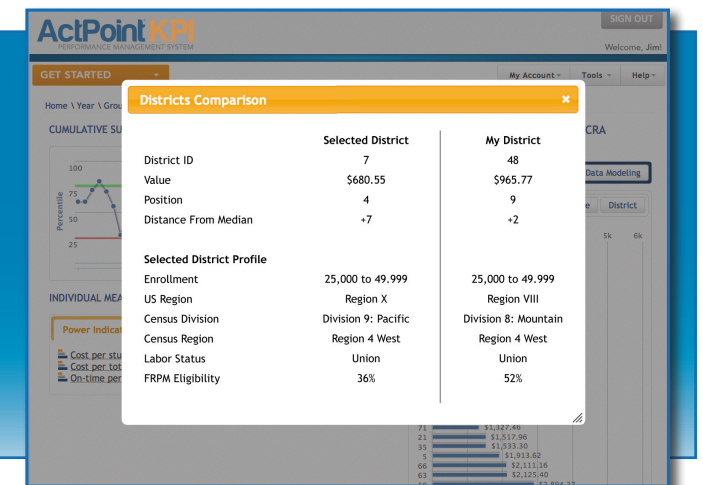 ActPoint KPI
PERFORMANCE MANAGEMENT SYSTEM
SIGN OUT
Welcome, Jim!
GET STARTED
My Account
Tools
Help
Home \ Year \ Grou
CUMULATIVE SU
CRA
Data Modeling
e District
Percentile
100
75
50
25
5k 6k
INDIVIDUAL MEA
Power Indicat
Cost per stu
Cost per tot
On-time per
Districts Comparison ×
Selected District My District
District ID 7 48
Value $680.55 $965.77
Position 4 9
Distance From Median +7 +2
Selected District Profile
Enrollment 25,000 to 49.999 25,000 to 49.999
US Region Region X Region VIII
Census Division Division 9: Pacific Division 8: Mountain
Census Region Region 4 West Region 4 West
Labor Status Union Union
FRPM Eligibility 36% 52%
71 $1,327.46
21 $1,517.96
35 $1,533.30
5 $1,913.62
66 $2,111.16
63 $2,125.40